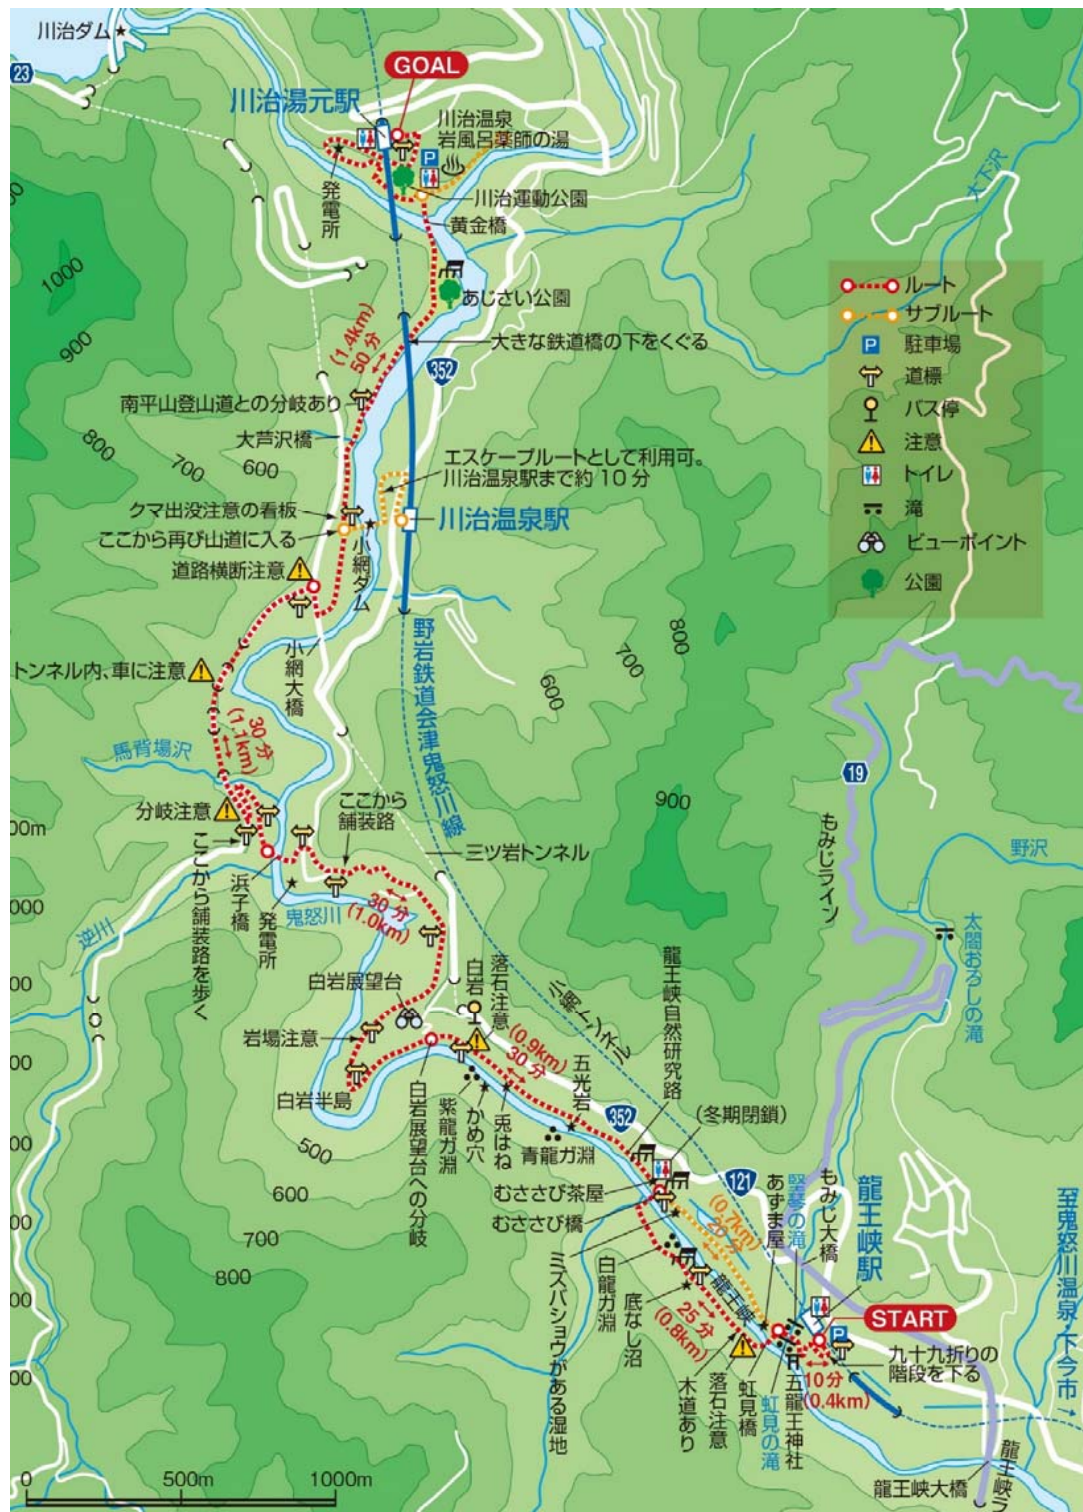 川治ダム
23
GOAL
川治湯元駅
川治温泉
岩風呂薬師の湯
P
発電所
川治運動公園
黄金橋
大下沢
1000
900
あじさい公園
ルート
サブルート
P 駐車場
道標
バス停
注意
トイレ
滝
ビューポイント
公園
50分
(1.4km)
大きな鉄道橋の下をくぐる
352
南平山登山道との分岐あり
大芦沢橋
800
700
600
エスケープルートとして利用可。
川治温泉駅まで約10分
クマ出没注意の看板
川治温泉駅
ここから再び山道に入る
小網ダム
道路横断注意
小網大橋
野岩鉄道会津鬼怒川線
800
700
600
トンネル内、車に注意
30分
(1.1km)
馬背場沢
19
900
分岐注意
ここから
舗装路
00m
三ツ岩トンネル
もみじライン
野沢
ここから舗装路を歩く
浜子橋
発電所
鬼怒川
30分
(1.0km)
000
逆川
太閤おろしの滝
白岩展望台
白岩
落石注意
龍王峡自然研究路
小網トンネル
00
岩場注意
(0.9km)
30分
五光岩
00
白岩半島
白岩展望台への分岐
紫龍ガ淵
かめ穴
兎はね
青龍ガ淵
352
(冬期閉鎖)
00
500
むささび茶屋
121
あずま屋
竪琴の滝
もみじ大橋
龍王峡駅
至鬼怒川温泉・下今市
600
むささび橋
(0.7km)
20分
00
700
ミズバショウがある湿地
白龍ガ淵
底なし沼
龍王峡
START
P
00
800
25分
(0.8km)
木道あり
落石注意
虹見橋
虹見の滝
五龍王神社
10分
(0.4km)
九十九折りの
階段を下る
00
0 500m 1000m
龍王峡大橋
龍王峡ラ